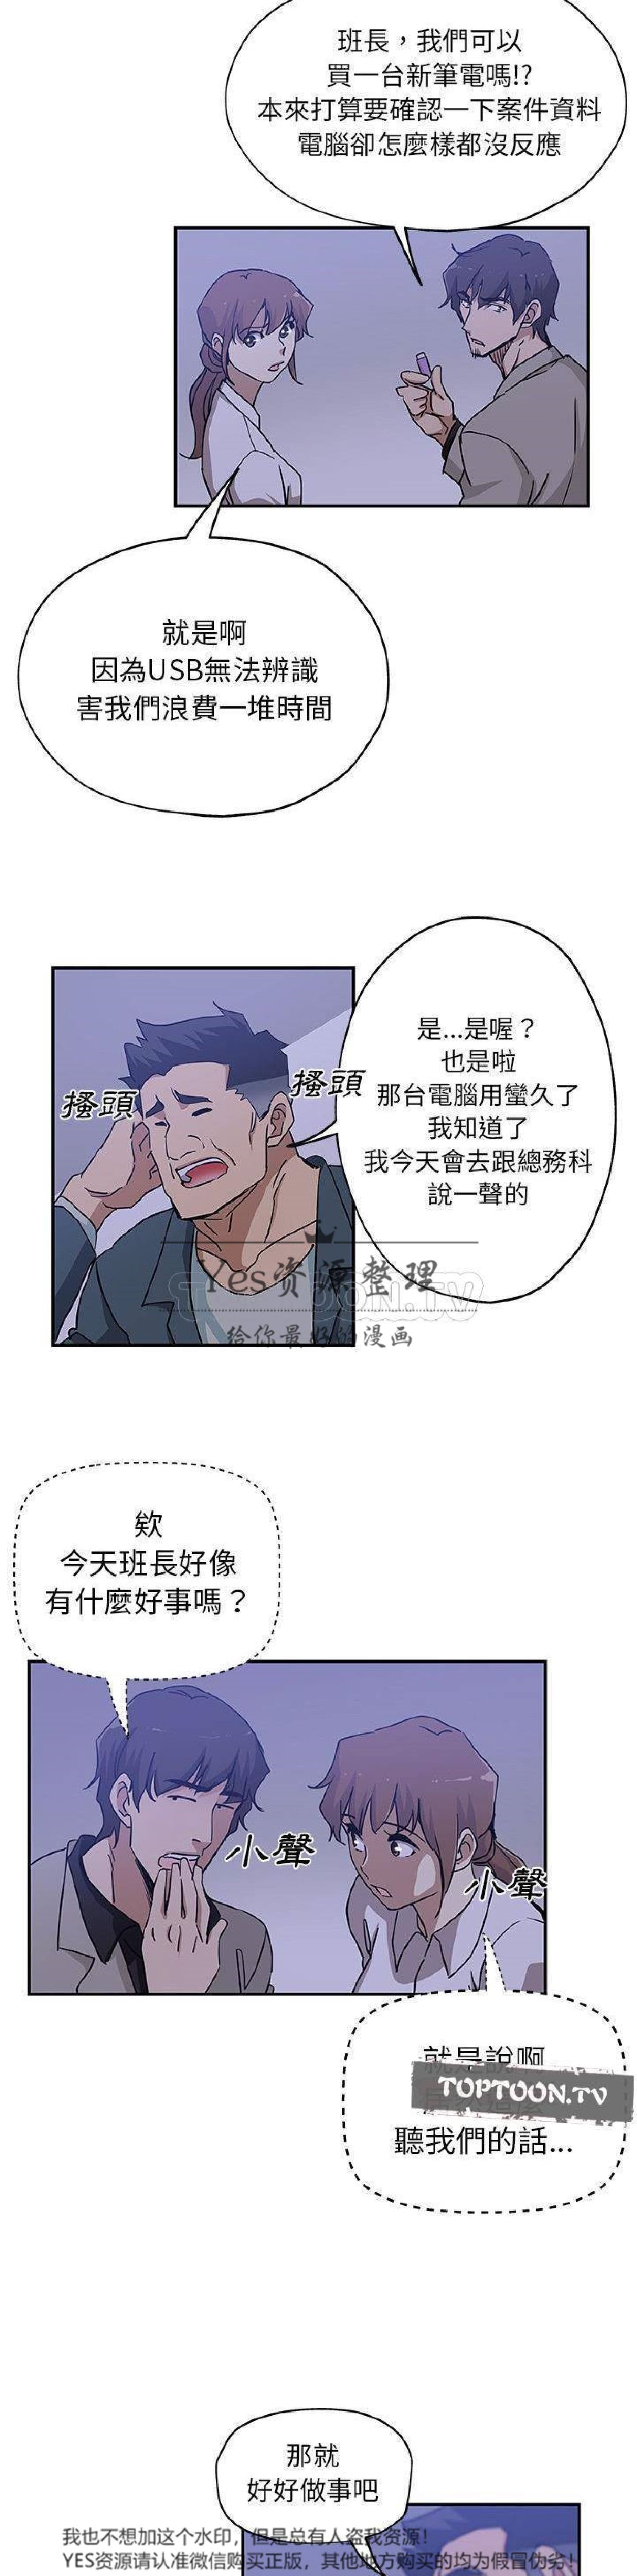 班長，我們可以
買一台新筆電嗎!?
本來打算要確認一下案件資料
電腦卻怎麼樣都沒反應
就是啊
因為USB無法辨識
害我們浪費一堆時間
是...是喔？
也是啦
那台電腦用蠻久了
我知道了
我今天會去跟總務科
說一聲的
搔頭
搔頭
Yes资源整理
TOPTOON.TV
给你最好的漫画
欸
今天班長好像
有什麼好事嗎？
小聲
小聲
就是說啊
TOPTOON.TV
聽我們的話...
那就
好好做事吧
我也不想加这个水印，但是总有人盗我资源！
YES资源请认准微信购买正版，其他地方购买的均为假冒伪劣！